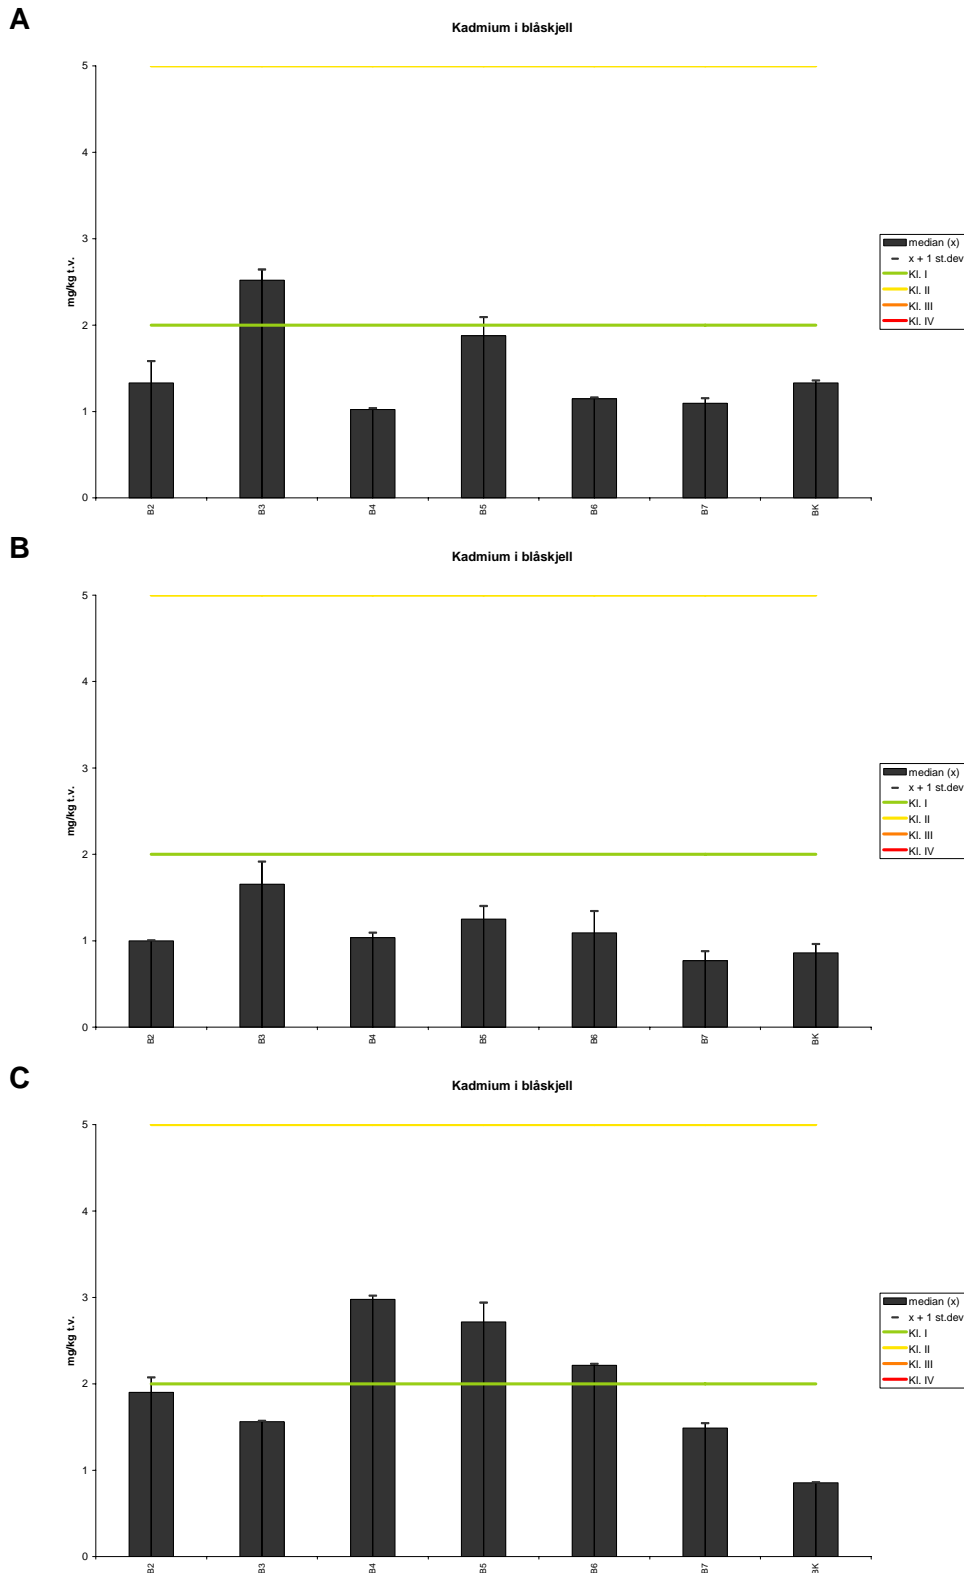 A
Kadmium i blåskjell
5
4
3
2
1
0
mg/kg t.v.
B2
B3
B4
B5
B6
B7
BK
median (x)
x + 1 st.dev
Kl. I
Kl. II
Kl. III
Kl. IV
B
Kadmium i blåskjell
5
4
3
2
1
0
mg/kg t.v.
B2
B3
B4
B5
B6
B7
BK
median (x)
x + 1 st.dev
Kl. I
Kl. II
Kl. III
Kl. IV
C
Kadmium i blåskjell
5
4
3
2
1
0
mg/kg t.v.
B2
B3
B4
B5
B6
B7
BK
median (x)
x + 1 st.dev
Kl. I
Kl. II
Kl. III
Kl. IV